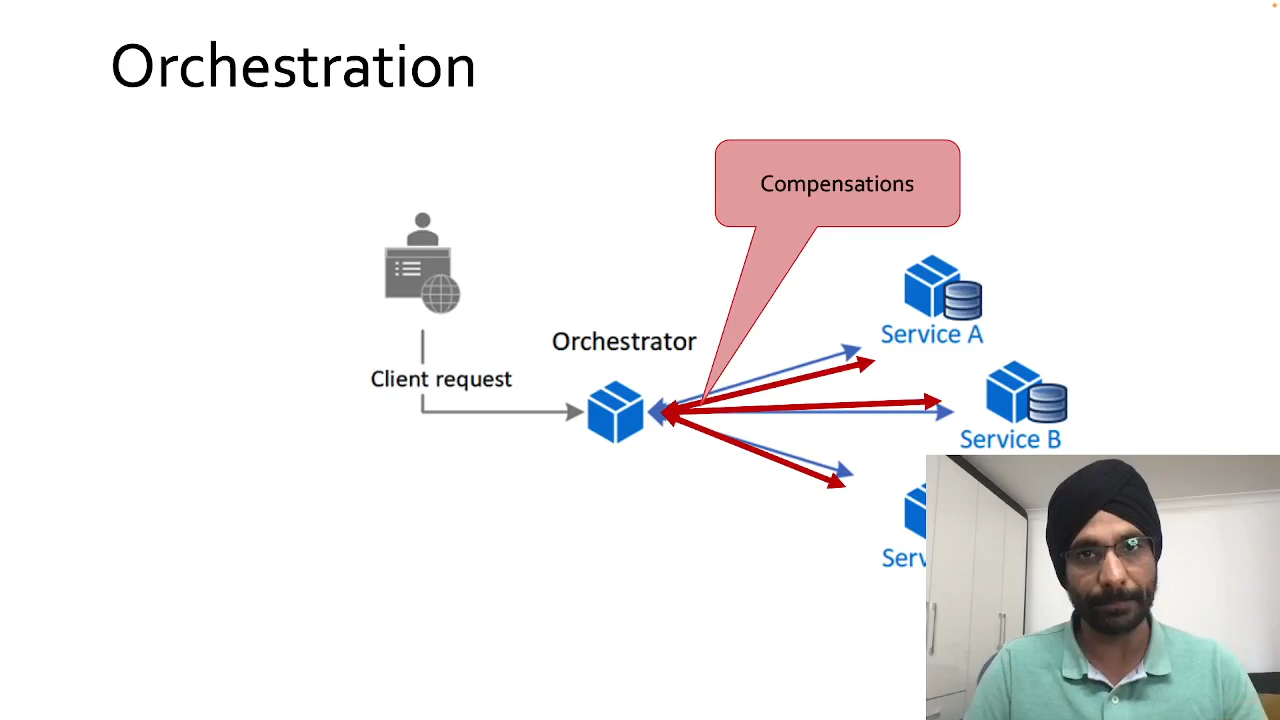 Orchestration
Compensations
Service A
Orchestrator
Client request
Service B